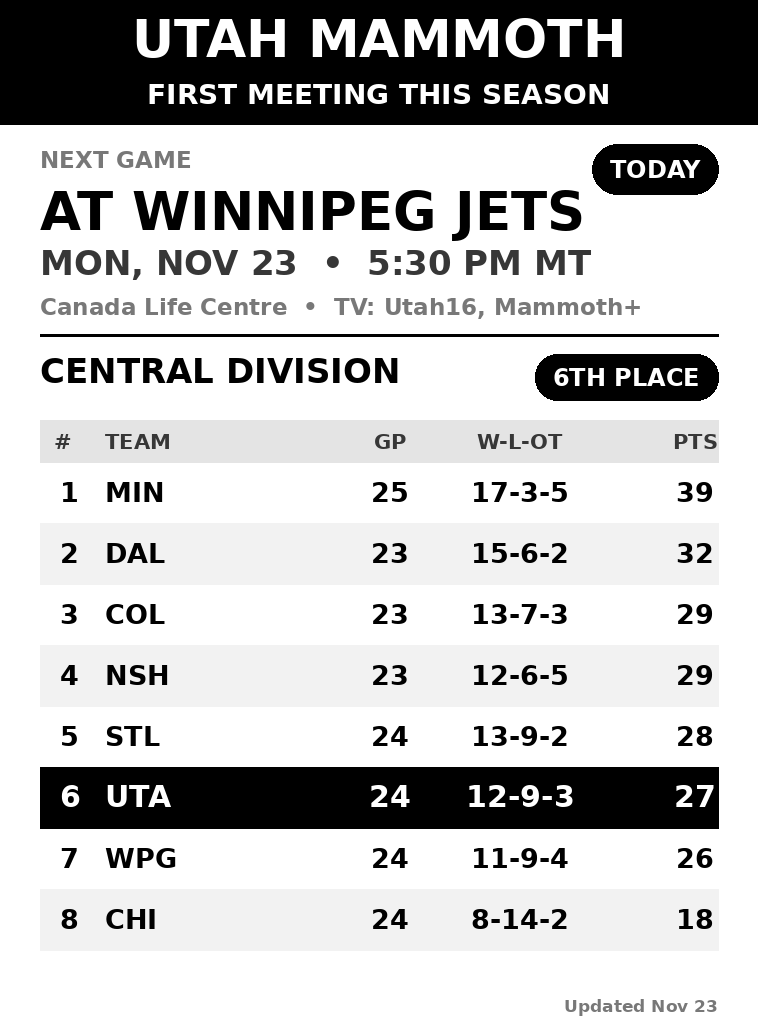 UTAH MAMMOTH
FIRST MEETING THIS SEASON
NEXT GAME
TODAY
AT WINNIPEG JETS
MON, NOV 23 • 5:30 PM MT
Canada Life Centre • TV: Utah16, Mammoth+
CENTRAL DIVISION
6TH PLACE
# TEAM GP W-L-OT PTS
1 MIN 25 17-3-5 39
2 DAL 23 15-6-2 32
3 COL 23 13-7-3 29
4 NSH 23 12-6-5 29
5 STL 24 13-9-2 28
6 UTA 24 12-9-3 27
7 WPG 24 11-9-4 26
8 CHI 24 8-14-2 18
Updated Nov 23